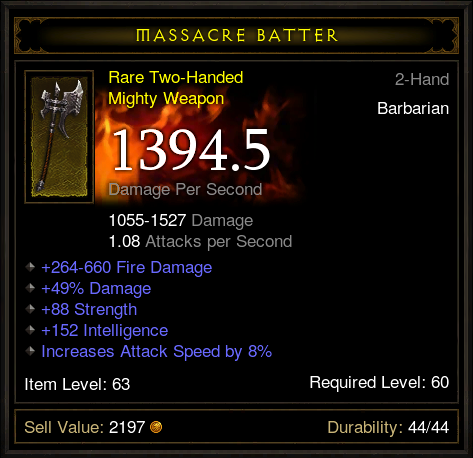 MASSACRE BATTER
Rare Two-Handed
2-Hand
Mighty Weapon
Barbarian
1394.5
Damage Per Second
1055-1527 Damage
1.08 Attacks per Second
+264-660 Fire Damage
+49% Damage
+88 Strength
+152 Intelligence
Increases Attack Speed by 8%
Item Level: 63
Required Level: 60
Sell Value: 2197
Durability: 44/44